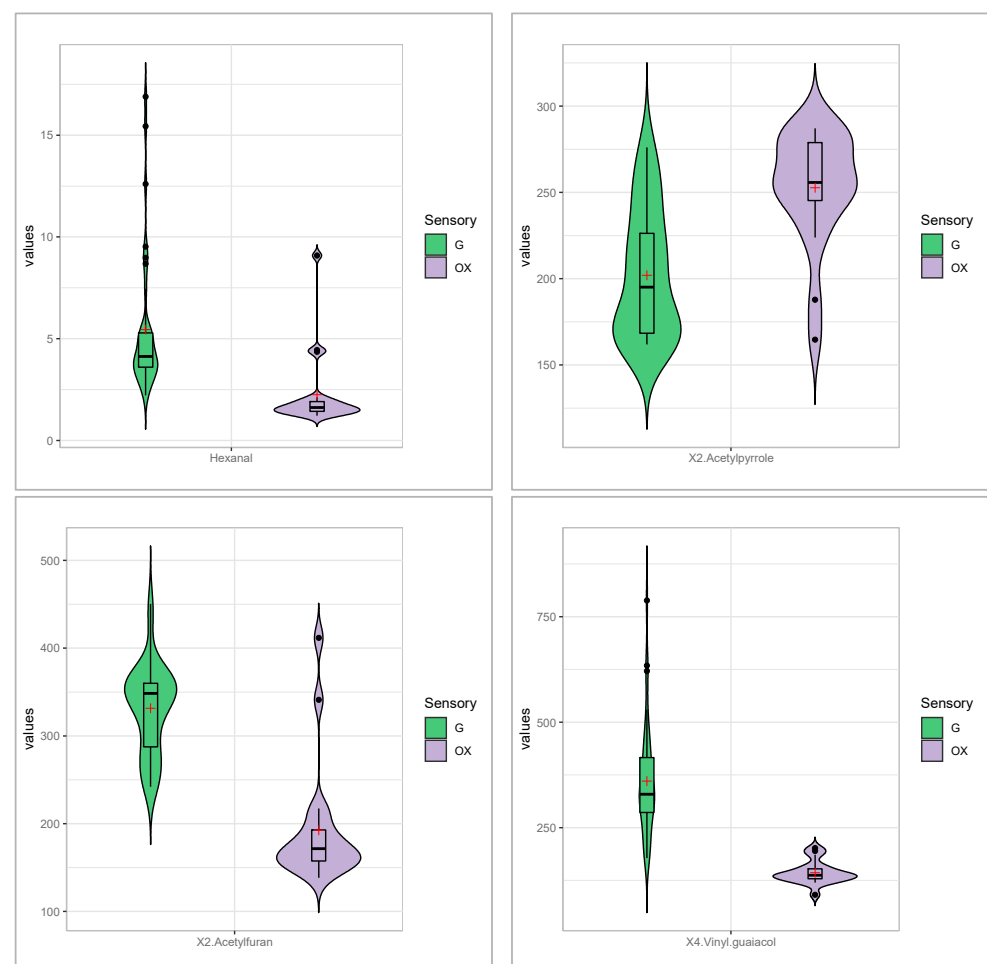 values
15
10
5
0
Hexanal
Sensory
G
OX
values
300
250
200
150
X2.Acetylpyrrole
Sensory
G
OX
values
500
400
300
200
100
X2.Acetylfuran
Sensory
G
OX
values
750
500
250
X4.Vinyl.guaiacol
Sensory
G
OX